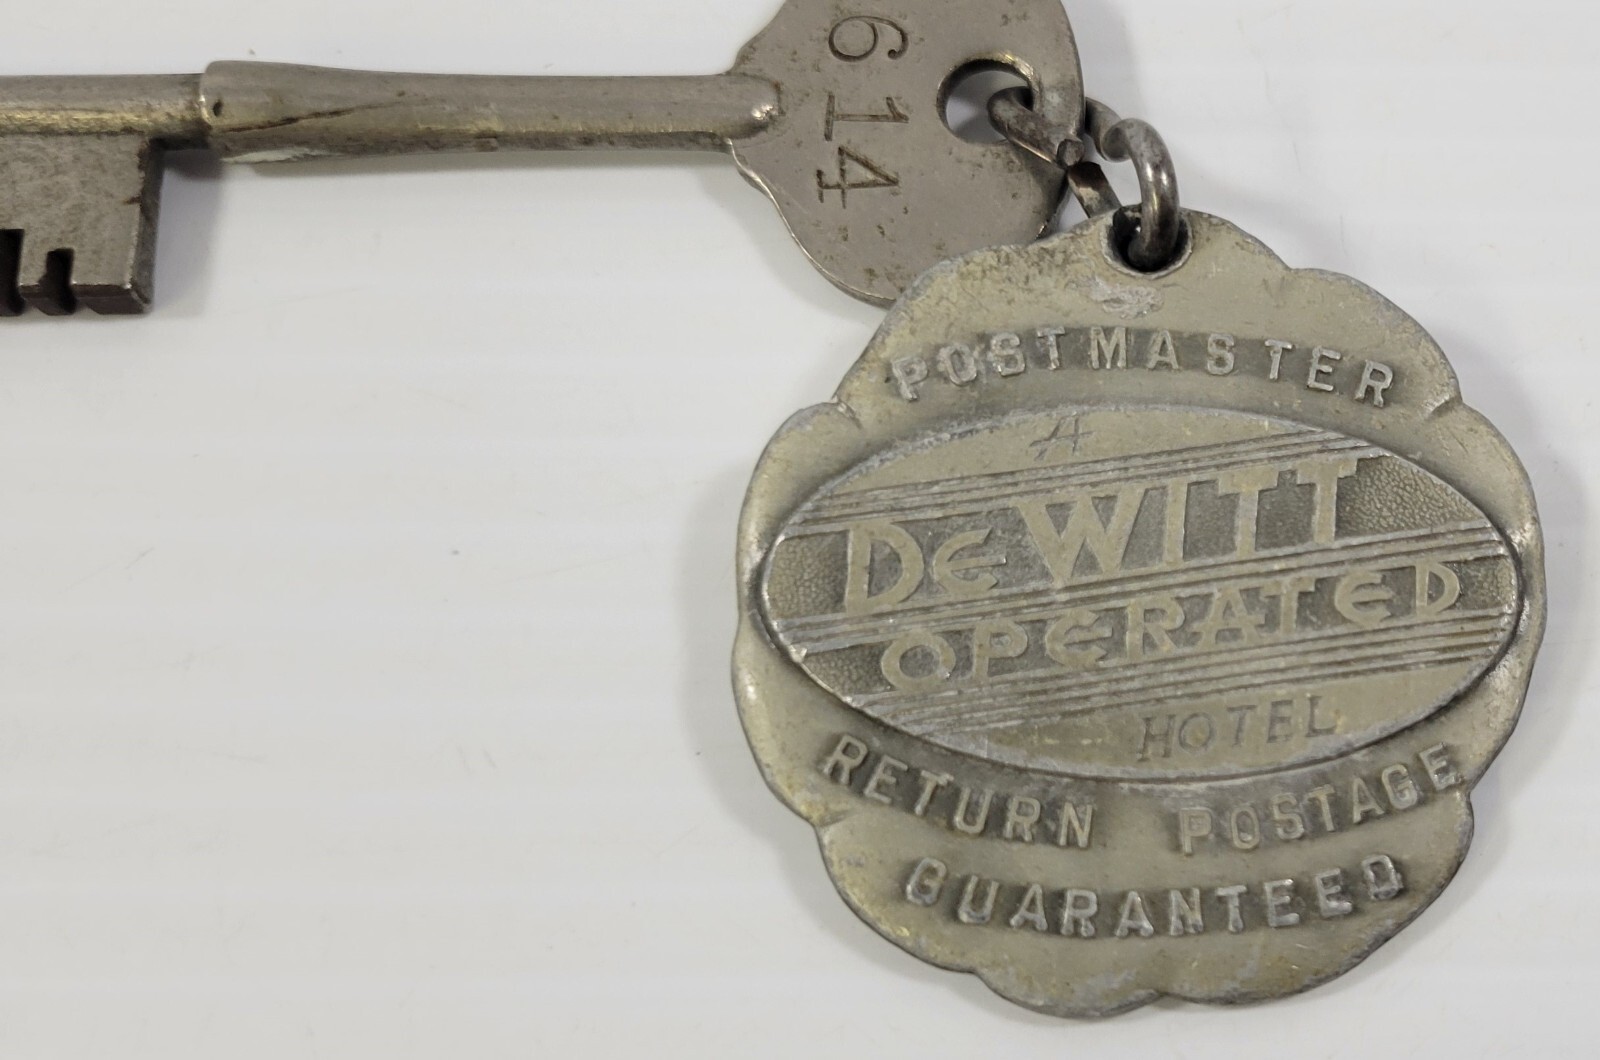 614
POSTMASTER
A
DeWITT
OPERATED
HOTEL
RETURN POSTAGE
GUARANTEED